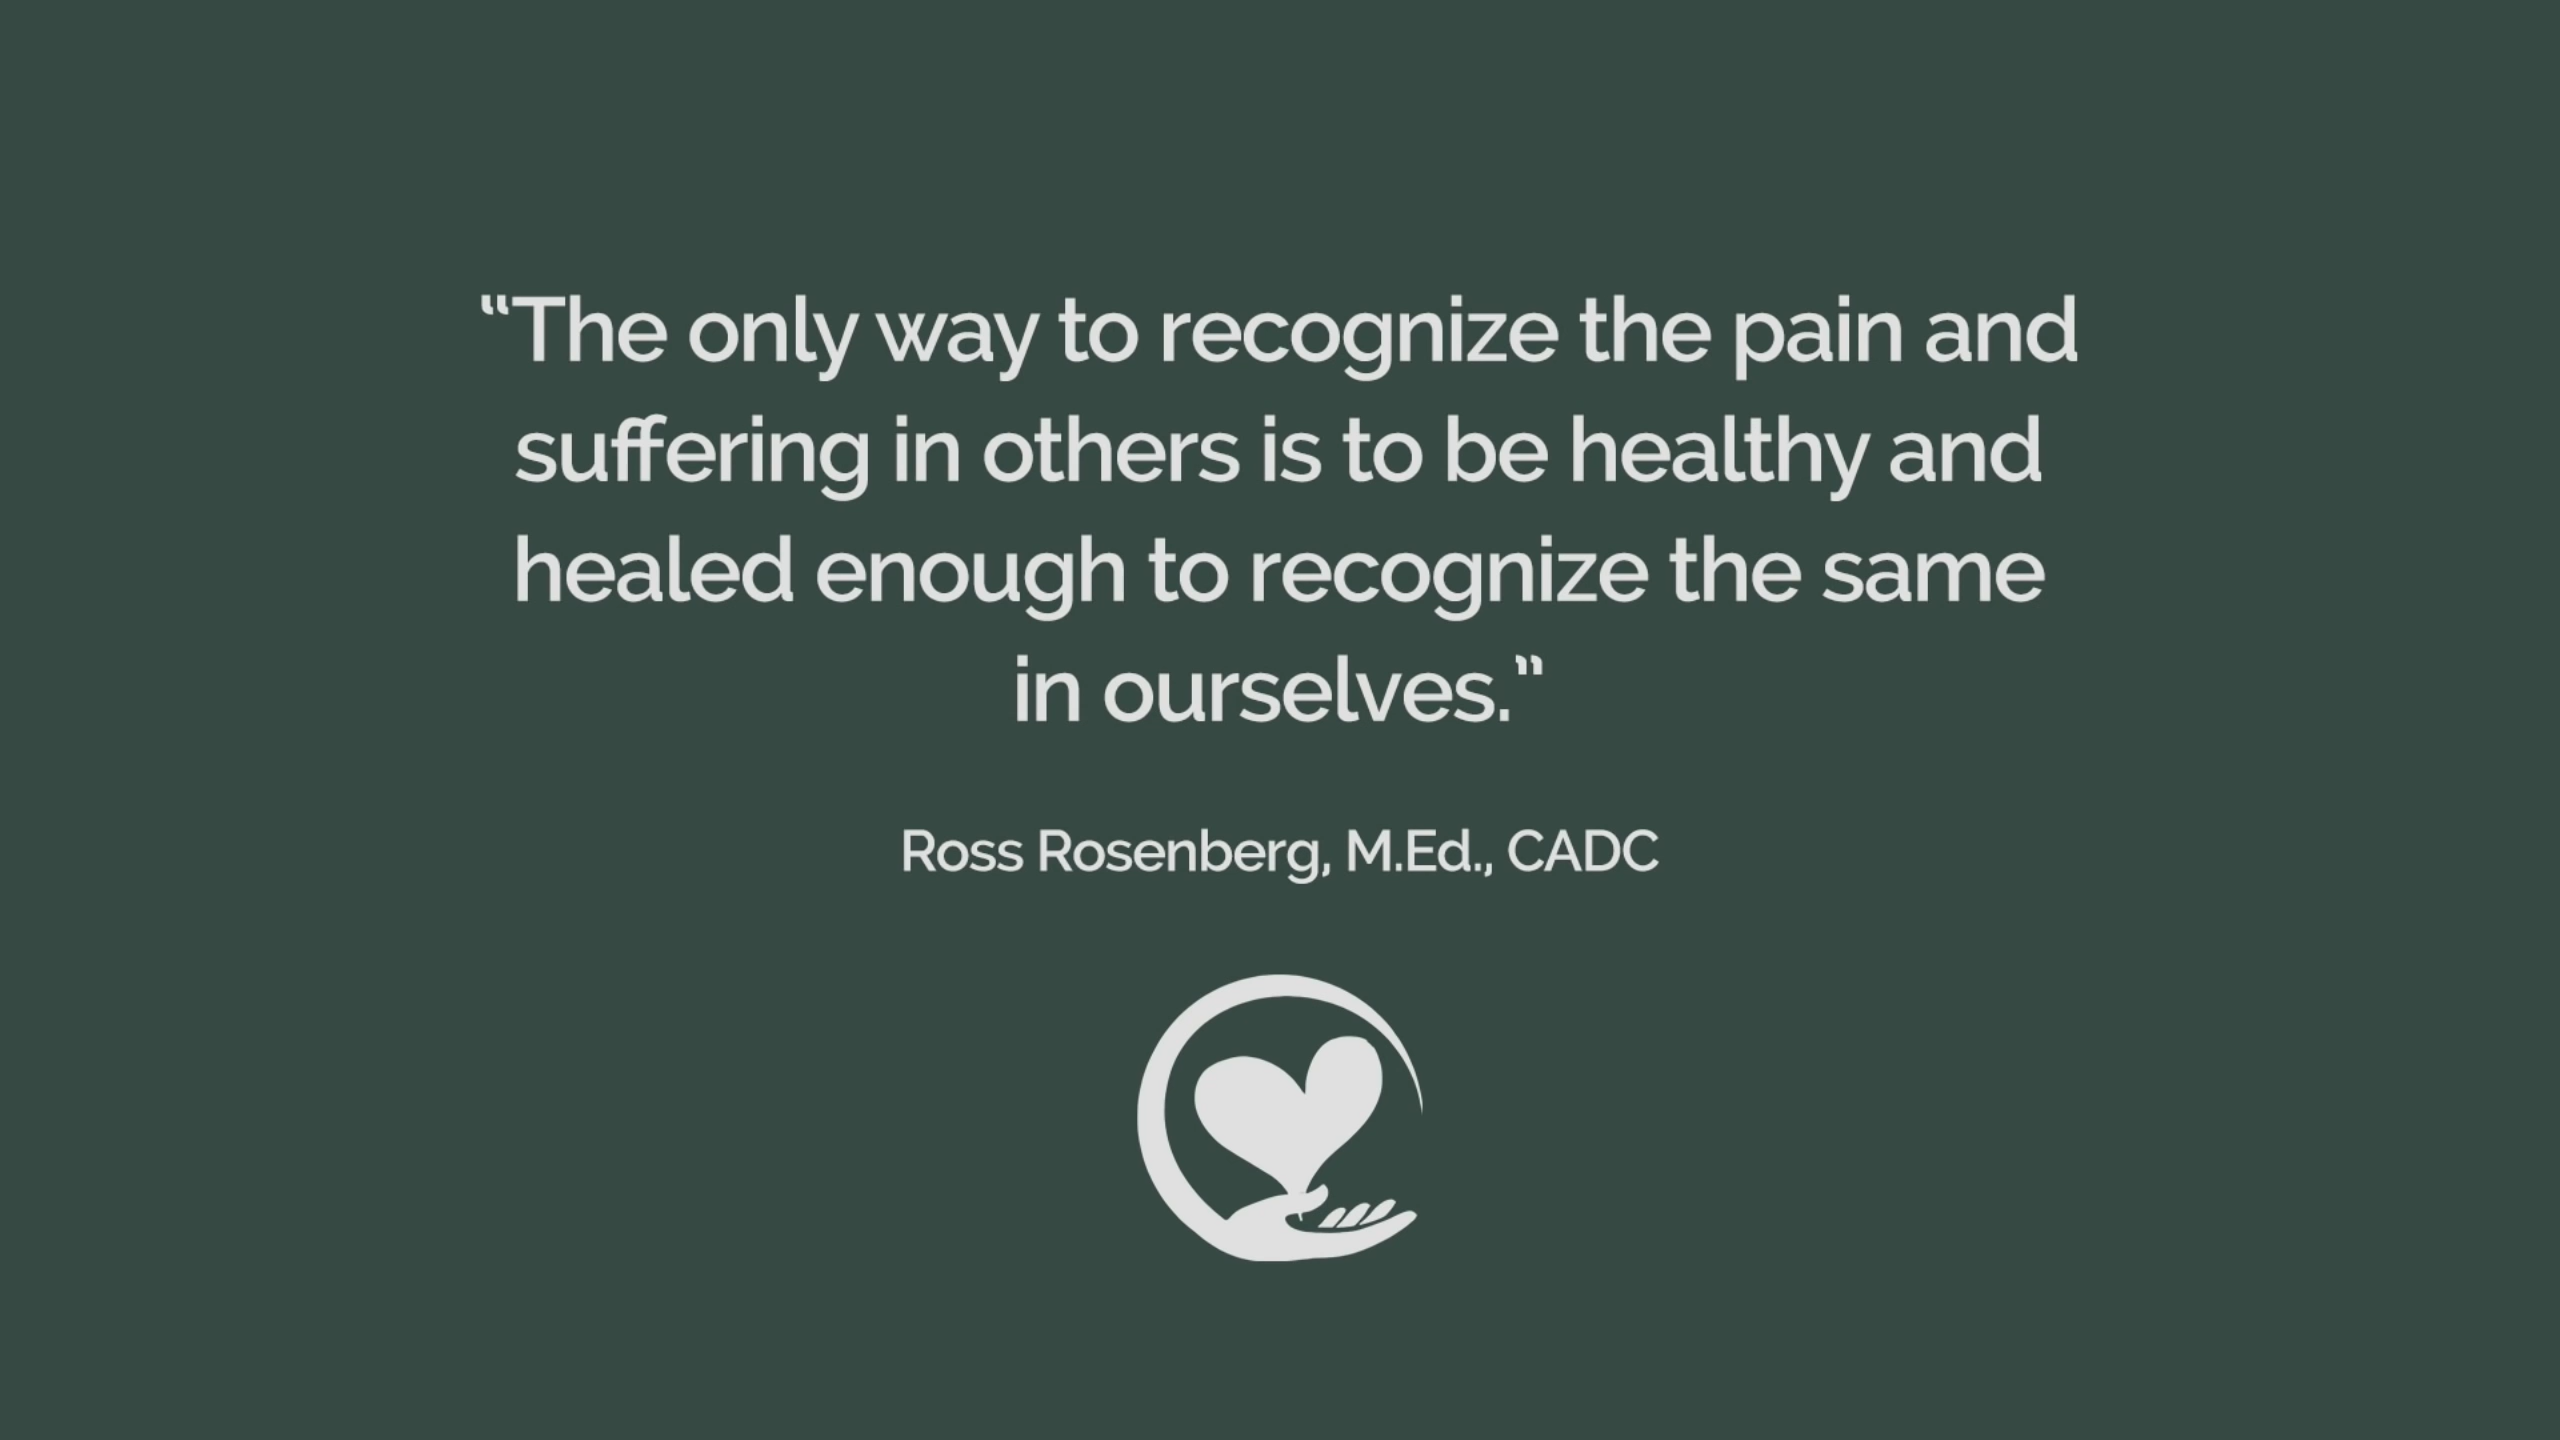 “The only way to recognize the pain and
suffering in others is to be healthy and
healed enough to recognize the same
in ourselves.”
Ross Rosenberg, M.Ed., CADC